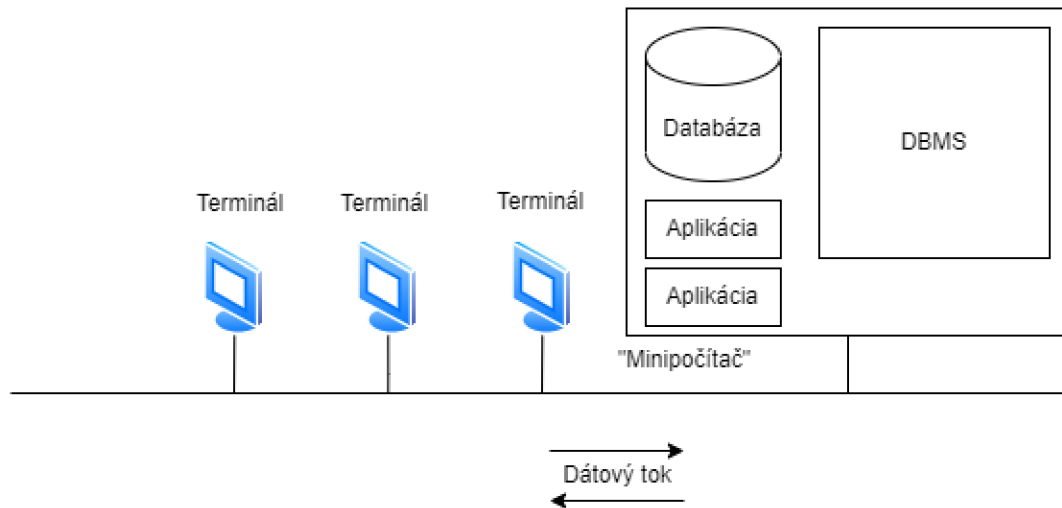 Databáza
DBMS
Terminál
Terminál
Terminál
Aplikácia
Aplikácia
"Minipočítač"
Dátový tok